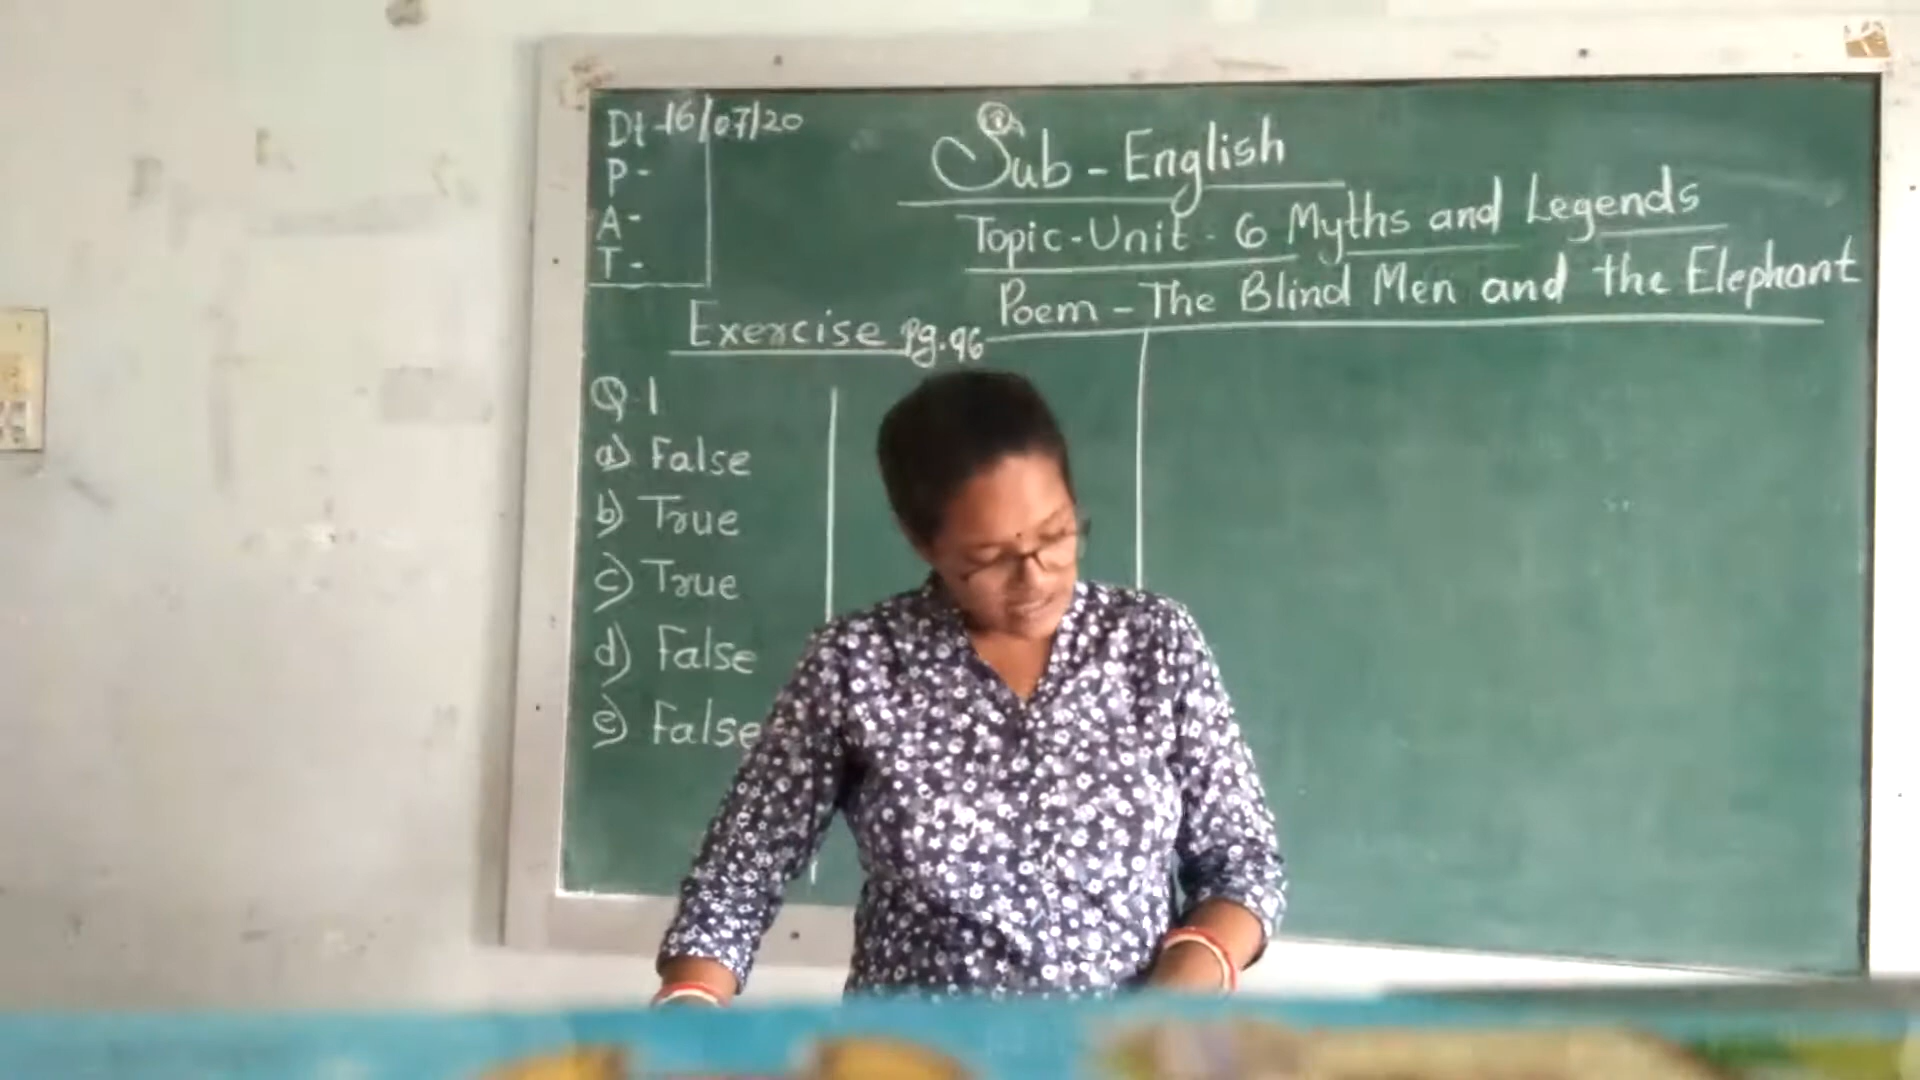 Dt-16/07/20
P-
A-
T-
Sub - English
Topic-Unit - 6 Myths and Legends
Poem - The Blind Men and the Elephant
Exercise Pg.96
Q.1
a) False
b) True
c) True
d) False
e) False